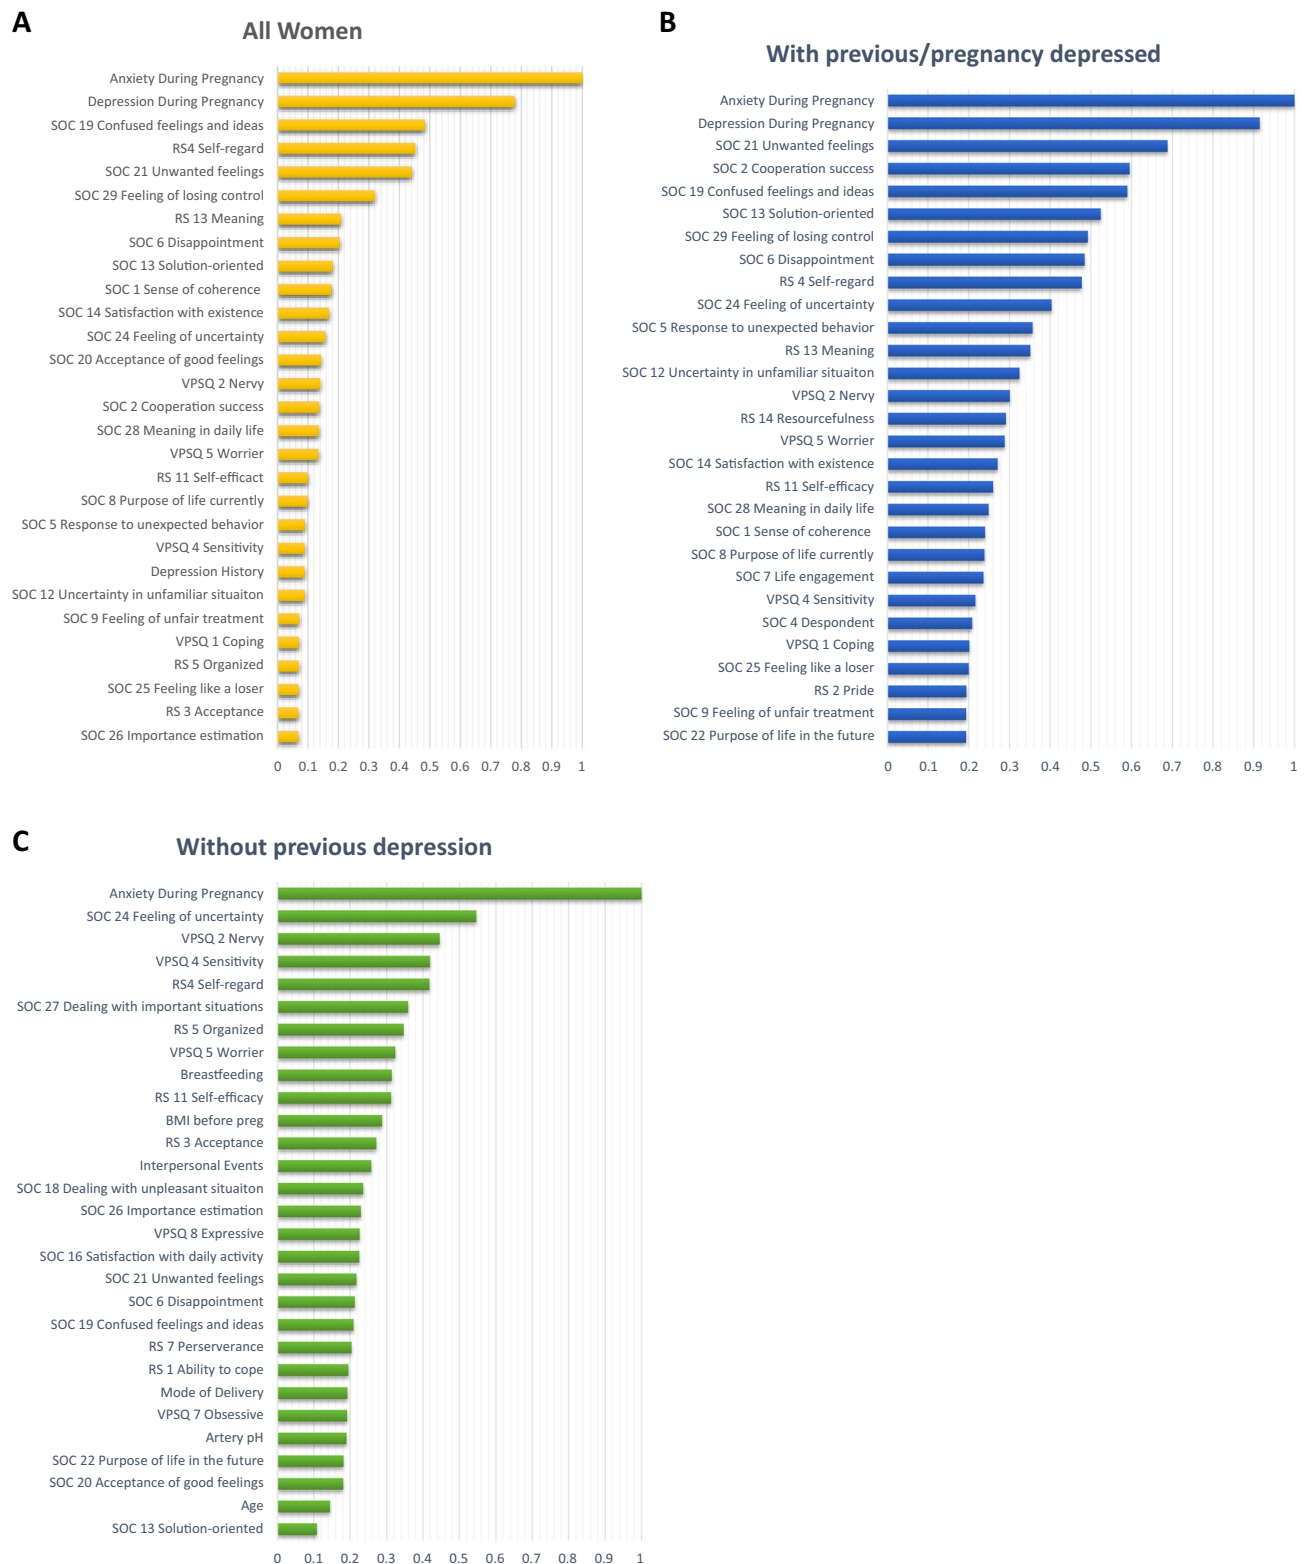 A
All Women
Anxiety During Pregnancy
Depression During Pregnancy
SOC 19 Confused feelings and ideas
RS4 Self-regard
SOC 21 Unwanted feelings
SOC 29 Feeling of losing control
RS 13 Meaning
SOC 6 Disappointment
SOC 13 Solution-oriented
SOC 1 Sense of coherence
SOC 14 Satisfaction with existence
SOC 24 Feeling of uncertainty
SOC 20 Acceptance of good feelings
VPSQ 2 Nervy
SOC 2 Cooperation success
SOC 28 Meaning in daily life
VPSQ 5 Worrier
RS 11 Self-efficact
SOC 8 Purpose of life currently
SOC 5 Response to unexpected behavior
VPSQ 4 Sensitivity
Depression History
SOC 12 Uncertainty in unfamiliar situaiton
SOC 9 Feeling of unfair treatment
VPSQ 1 Coping
RS 5 Organized
SOC 25 Feeling like a loser
RS 3 Acceptance
SOC 26 Importance estimation
0 0.1 0.2 0.3 0.4 0.5 0.6 0.7 0.8 0.9 1
B
With previous/pregnancy depressed
Anxiety During Pregnancy
Depression During Pregnancy
SOC 21 Unwanted feelings
SOC 2 Cooperation success
SOC 19 Confused feelings and ideas
SOC 13 Solution-oriented
SOC 29 Feeling of losing control
SOC 6 Disappointment
RS 4 Self-regard
SOC 24 Feeling of uncertainty
SOC 5 Response to unexpected behavior
RS 13 Meaning
SOC 12 Uncertainty in unfamiliar situaiton
VPSQ 2 Nervy
RS 14 Resourcefulness
VPSQ 5 Worrier
SOC 14 Satisfaction with existence
RS 11 Self-efficacy
SOC 28 Meaning in daily life
SOC 1 Sense of coherence
SOC 8 Purpose of life currently
SOC 7 Life engagement
VPSQ 4 Sensitivity
SOC 4 Despondent
VPSQ 1 Coping
SOC 25 Feeling like a loser
RS 2 Pride
SOC 9 Feeling of unfair treatment
SOC 22 Purpose of life in the future
0 0.1 0.2 0.3 0.4 0.5 0.6 0.7 0.8 0.9 1
C
Without previous depression
Anxiety During Pregnancy
SOC 24 Feeling of uncertainty
VPSQ 2 Nervy
VPSQ 4 Sensitivity
RS4 Self-regard
SOC 27 Dealing with important situations
RS 5 Organized
VPSQ 5 Worrier
Breastfeeding
RS 11 Self-efficacy
BMI before preg
RS 3 Acceptance
Interpersonal Events
SOC 18 Dealing with unpleasant situaiton
SOC 26 Importance estimation
VPSQ 8 Expressive
SOC 16 Satisfaction with daily activity
SOC 21 Unwanted feelings
SOC 6 Disappointment
SOC 19 Confused feelings and ideas
RS 7 Perserverance
RS 1 Ability to cope
Mode of Delivery
VPSQ 7 Obsessive
Artery pH
SOC 22 Purpose of life in the future
SOC 20 Acceptance of good feelings
Age
SOC 13 Solution-oriented
0 0.1 0.2 0.3 0.4 0.5 0.6 0.7 0.8 0.9 1